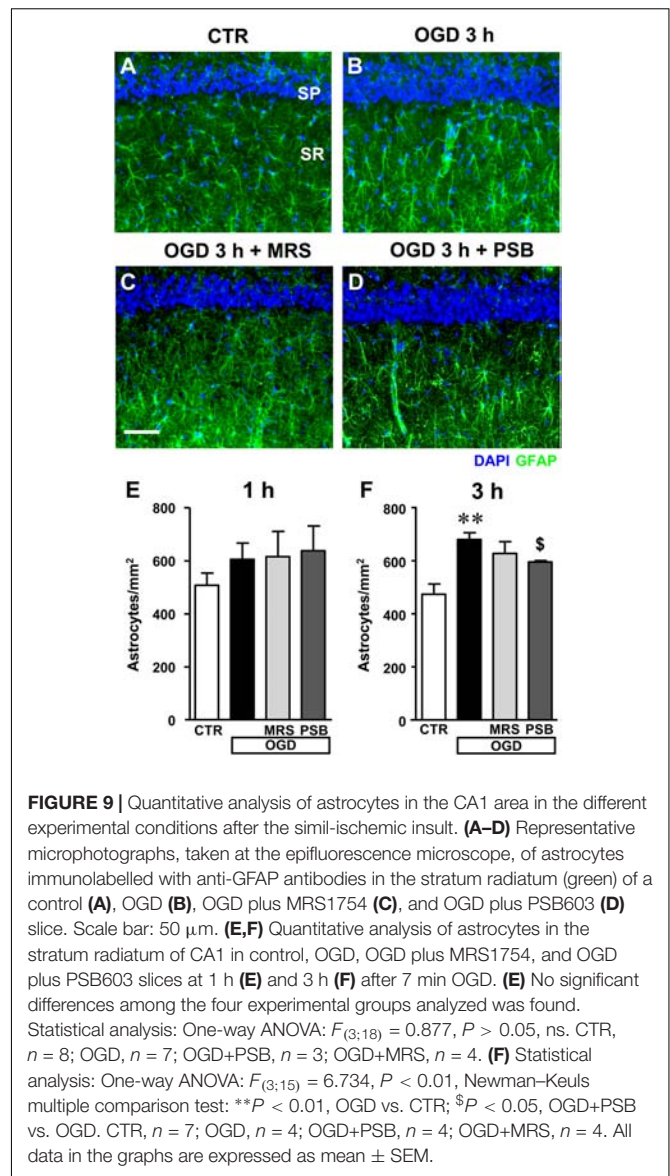 CTR
OGD 3 h
A
B
SP
SR
OGD 3 h + MRS
OGD 3 h + PSB
C
D
DAPI GFAP
E
1 h
F
3 h
800
600
400
200
0
Astrocytes/mm²
CTR
MRS PSB
OGD
800
600
400
200
0
Astrocytes/mm²
**
$
CTR
MRS PSB
OGD
FIGURE 9 | Quantitative analysis of astrocytes in the CA1 area in the different
experimental conditions after the simil-ischemic insult. (A–D) Representative
microphotographs, taken at the epifluorescence microscope, of astrocytes
immunolabelled with anti-GFAP antibodies in the stratum radiatum (green) of a
control (A), OGD (B), OGD plus MRS1754 (C), and OGD plus PSB603 (D)
slice. Scale bar: 50 μm. (E,F) Quantitative analysis of astrocytes in the
stratum radiatum of CA1 in control, OGD, OGD plus MRS1754, and OGD
plus PSB603 slices at 1 h (E) and 3 h (F) after 7 min OGD. (E) No significant
differences among the four experimental groups analyzed was found.
Statistical analysis: One-way ANOVA: F(3;18) = 0.877, P > 0.05, ns. CTR,
n = 8; OGD, n = 7; OGD+PSB, n = 3; OGD+MRS, n = 4. (F) Statistical
analysis: One-way ANOVA: F(3;15) = 6.734, P < 0.01, Newman–Keuls
multiple comparison test: **P < 0.01, OGD vs. CTR; $P < 0.05, OGD+PSB
vs. OGD. CTR, n = 7; OGD, n = 4; OGD+PSB, n = 4; OGD+MRS, n = 4. All
data in the graphs are expressed as mean ± SEM.